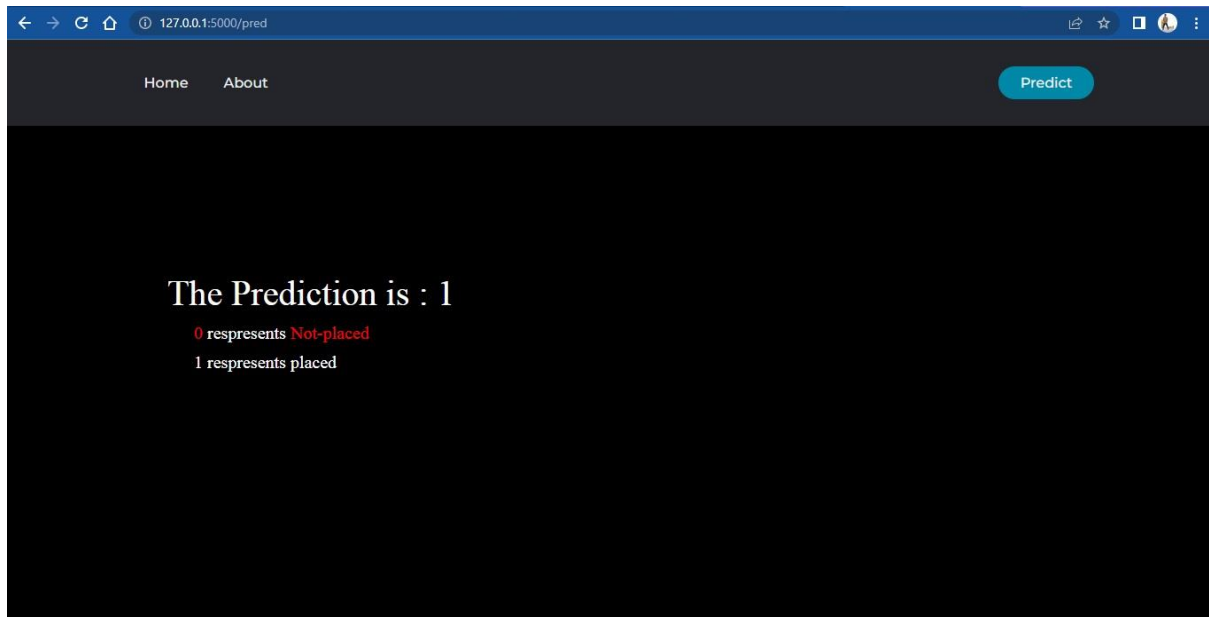 127.0.0.1:5000/pred
Home About Predict
The Prediction is : 1
0 respresents Not-placed
1 respresents placed